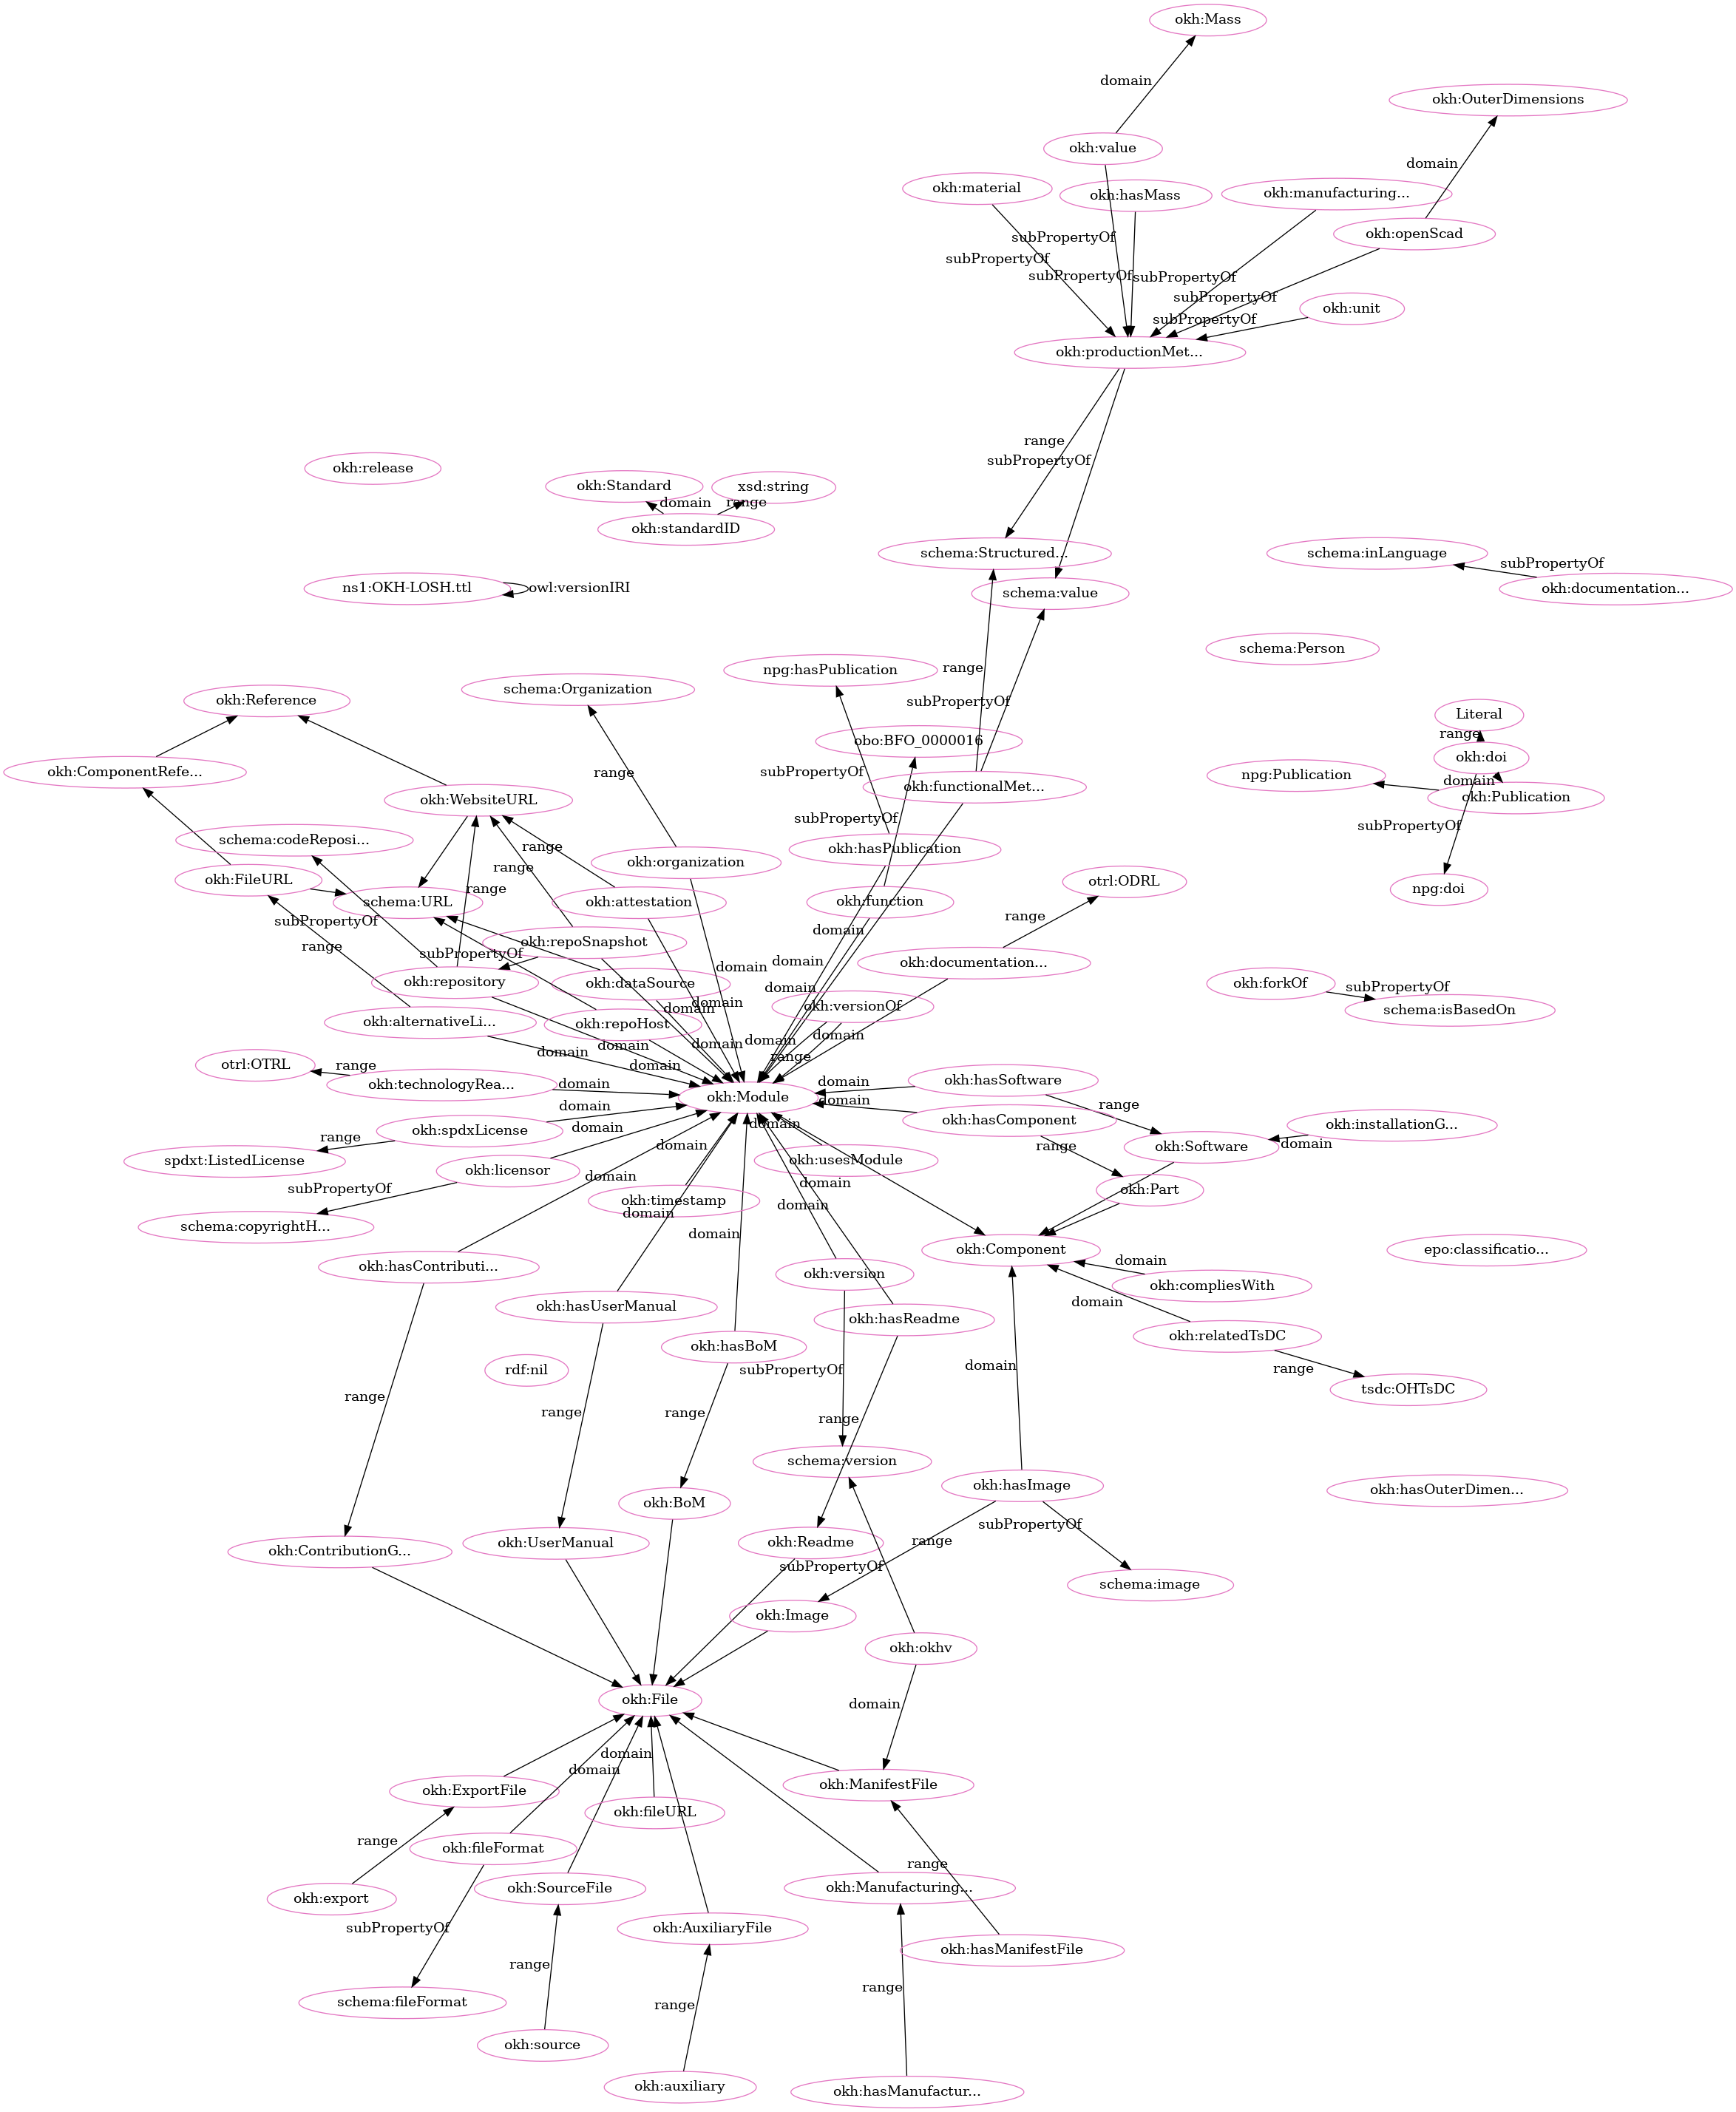 okh:Mass
domain
okh:OuterDimensions
okh:value
domain
okh:material
okh:hasMass
okh:manufacturing...
okh:openScad
subPropertyOf
subPropertyOf
subPropertyOf
subPropertyOf
subPropertyOf
okh:unit
subPropertyOf
okh:productionMet...
range
subPropertyOf
okh:release
okh:Standard
xsd:string
domain
range
okh:standardID
schema:Structured...
schema:inLanguage
subPropertyOf
ns1:OKH-LOSH.ttl
owl:versionIRI
schema:value
okh:documentation...
schema:Person
npg:hasPublication
range
schema:Organization
okh:Reference
subPropertyOf
Literal
range
obo:BFO_0000016
okh:doi
okh:ComponentRefe...
range
subPropertyOf
npg:Publication
domain
okh:functionalMet...
okh:WebsiteURL
okh:Publication
subPropertyOf
subPropertyOf
schema:codeReposi...
range
okh:hasPublication
okh:organization
range
okh:FileURL
range
otrl:ODRL
npg:doi
schema:URL
okh:attestation
okh:function
range
subPropertyOf
domain
okh:repoSnapshot
range
subPropertyOf
domain
okh:documentation...
domain
okh:repository
okh:dataSource
domain
okh:forkOf
subPropertyOf
domain
domain
okh:versionOf
schema:isBasedOn
okh:alternativeLi...
okh:repoHost
domain
domain
domain
domain
domain
range
otrl:OTRL
range
domain
okh:technologyRea...
domain
domain
okh:hasSoftware
okh:Module
domain
domain
range
okh:spdxLicense
domain
domain
okh:hasComponent
okh:installationG...
range
domain
range
okh:Software
domain
spdxt:ListedLicense
okh:licensor
okh:usesModule
subPropertyOf
domain
domain
okh:Part
okh:timestamp
domain
domain
schema:copyrightH...
domain
okh:Component
epo:classificatio...
domain
okh:hasContributi...
okh:version
okh:compliesWith
okh:hasUserManual
domain
okh:hasReadme
okh:relatedTsDC
okh:hasBoM
rdf:nil
subPropertyOf
domain
range
tsdc:OHTsDC
range
range
range
range
schema:version
okh:hasImage
okh:hasOuterDimen...
okh:BoM
subPropertyOf
okh:UserManual
okh:Readme
range
okh:ContributionG...
subPropertyOf
schema:image
okh:Image
okh:okhv
okh:File
domain
domain
domain
okh:ExportFile
okh:ManifestFile
okh:fileURL
range
okh:fileFormat
range
okh:export
okh:SourceFile
okh:Manufacturing...
subPropertyOf
okh:AuxiliaryFile
okh:hasManifestFile
range
range
schema:fileFormat
range
okh:source
okh:auxiliary
okh:hasManufactur...